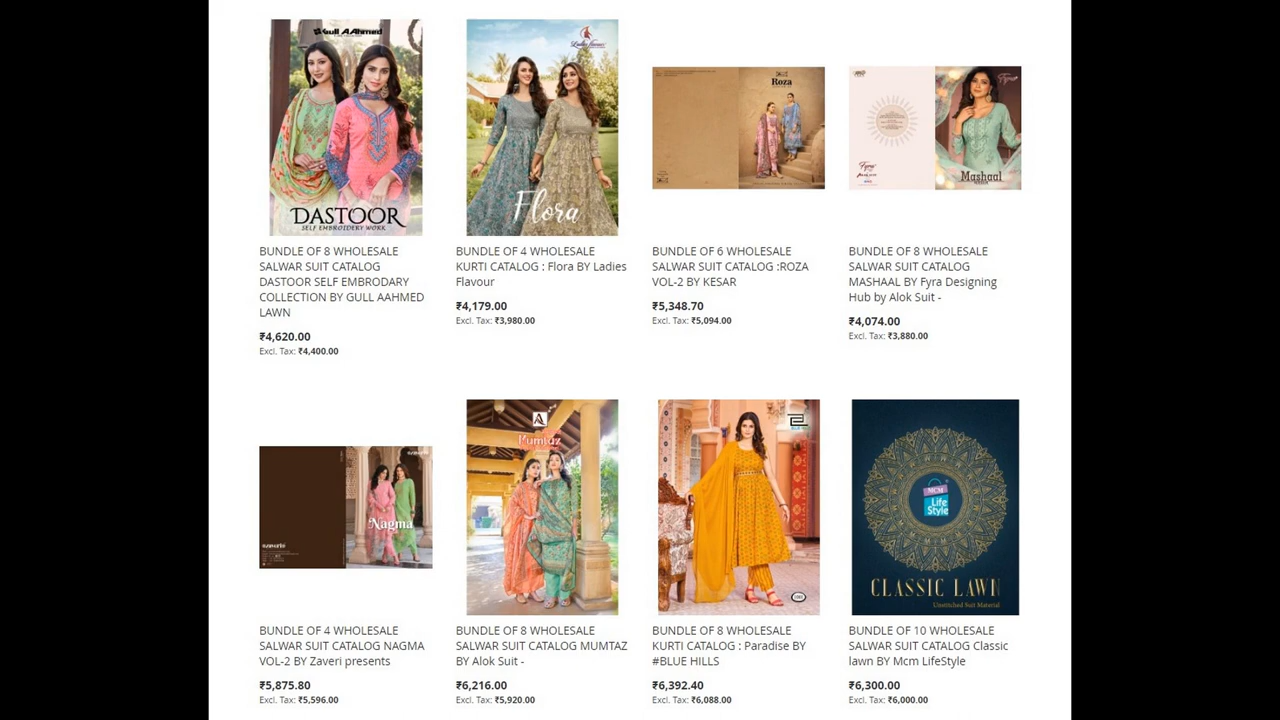 Gull AAhmed
DASTOOR
SELF EMBROIDERY WORK
BUNDLE OF 8 WHOLESALE
SALWAR SUIT CATALOG
DASTOOR SELF EMBRODARY
COLLECTION BY GULL AAHMED
LAWN
₹4,620.00
Excl. Tax: ₹4,400.00
Ladies Flavour
Flora
BUNDLE OF 4 WHOLESALE
KURTI CATALOG : Flora BY Ladies
Flavour
₹4,179.00
Excl. Tax: ₹3,980.00
Roza
BUNDLE OF 6 WHOLESALE
SALWAR SUIT CATALOG :ROZA
VOL-2 BY KESAR
₹5,348.70
Excl. Tax: ₹5,094.00
Fyra
Fyra
Mashaal
BUNDLE OF 8 WHOLESALE
SALWAR SUIT CATALOG
MASHAAL BY Fyra Designing
Hub by Alok Suit -
₹4,074.00
Excl. Tax: ₹3,880.00
Nagma
BUNDLE OF 4 WHOLESALE
SALWAR SUIT CATALOG NAGMA
VOL-2 BY Zaveri presents
₹5,875.80
Excl. Tax: ₹5,596.00
Mumtaz
BUNDLE OF 8 WHOLESALE
SALWAR SUIT CATALOG MUMTAZ
BY Alok Suit -
₹6,216.00
Excl. Tax: ₹5,920.00
BUNDLE OF 8 WHOLESALE
KURTI CATALOG : Paradise BY
#BLUE HILLS
₹6,392.40
Excl. Tax: ₹6,088.00
MCM
Life
Style
CLASSIC LAWN
Unstitched Suit Material
BUNDLE OF 10 WHOLESALE
SALWAR SUIT CATALOG Classic
lawn BY Mcm LifeStyle
₹6,300.00
Excl. Tax: ₹6,000.00